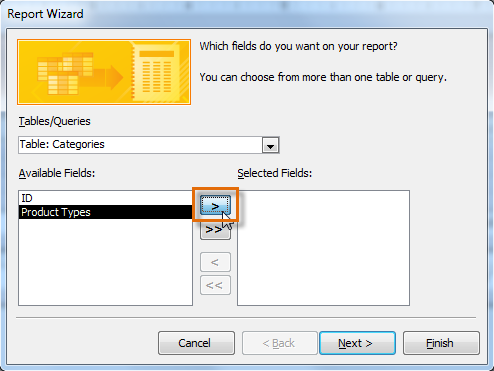 Report Wizard
Which fields do you want on your report?
You can choose from more than one table or query.
Tables/Queries
Table: Categories
Available Fields:
Selected Fields:
ID
Product Types
>
>>
<
<<
Cancel
< Back
Next >
Finish